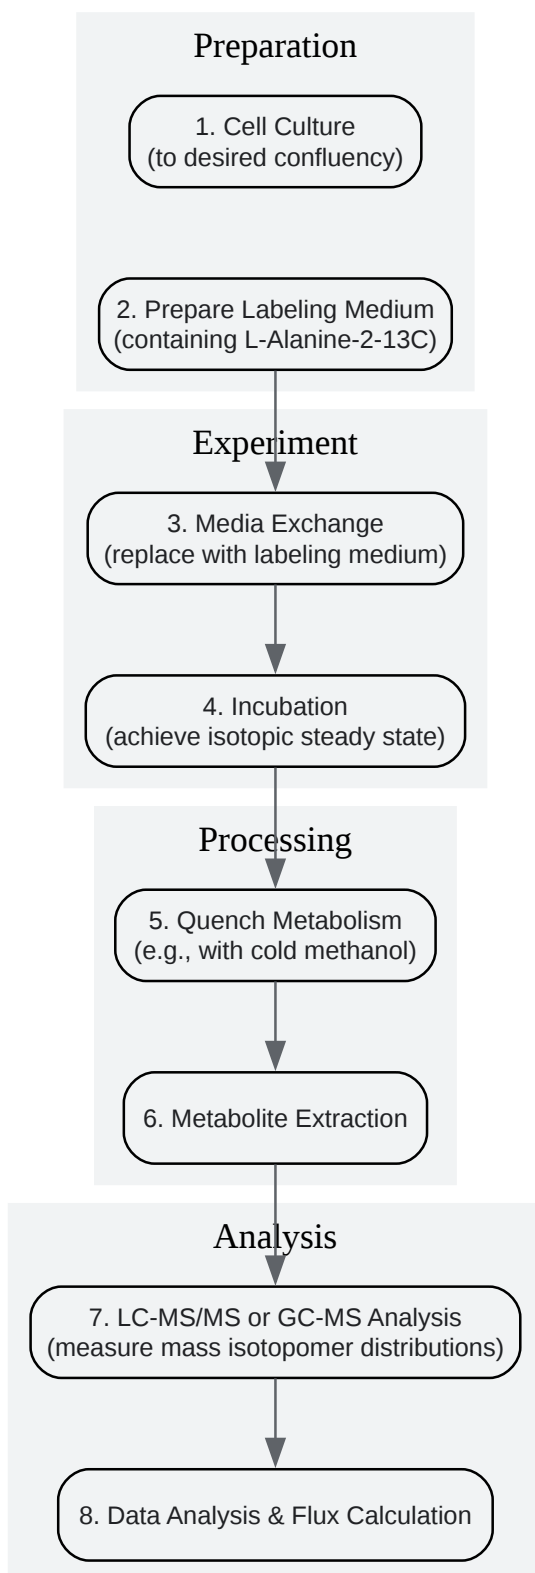 Preparation
1. Cell Culture
(to desired confluency)
2. Prepare Labeling Medium
(containing L-Alanine-2-13C)
Experiment
3. Media Exchange
(replace with labeling medium)
4. Incubation
(achieve isotopic steady state)
Processing
5. Quench Metabolism
(e.g., with cold methanol)
6. Metabolite Extraction
Analysis
7. LC-MS/MS or GC-MS Analysis
(measure mass isotopomer distributions)
8. Data Analysis & Flux Calculation